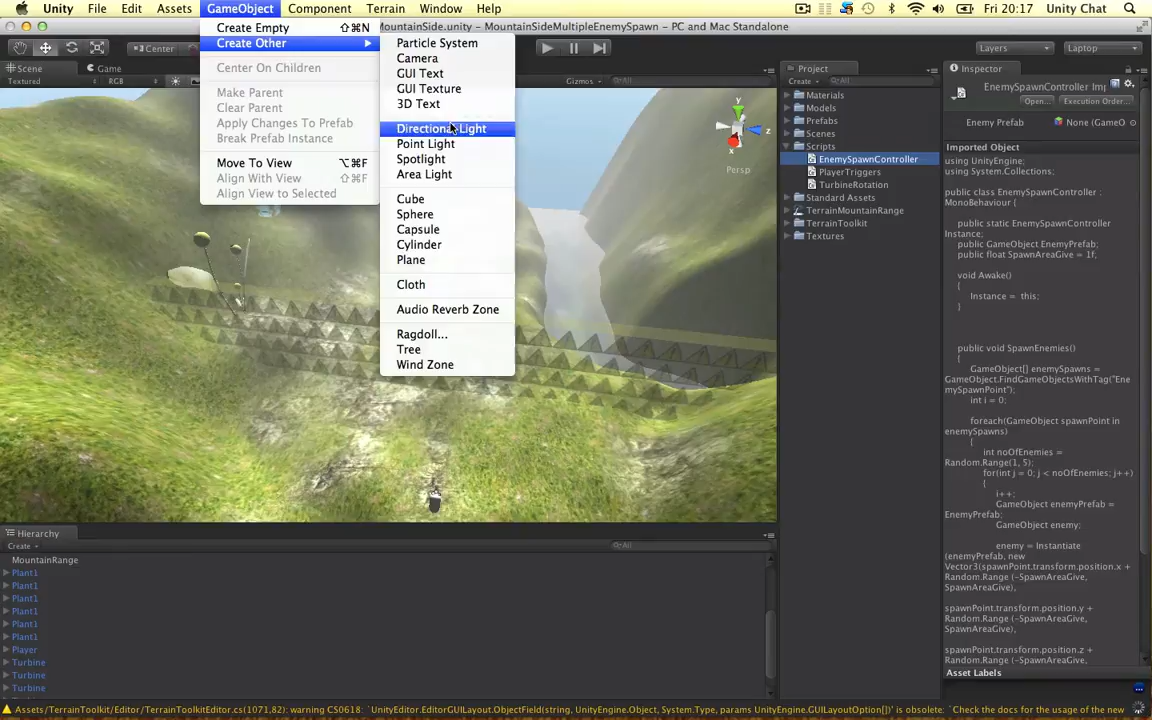 Unity File Edit Assets GameObject Component Terrain Window Help Fri 20:17 Unity Chat
MountainSide.unity - MountainSideMultipleEnemySpawn - PC and Mac Standalone
Center Layers Laptop
Create Empty ⇧⌘N
Create Other
Center On Children
Make Parent
Clear Parent
Apply Changes To Prefab
Break Prefab Instance
Move To View ⌥⌘F
Align With View ⇧⌘F
Align View to Selected
Particle System
Camera
GUI Text
GUI Texture
3D Text
Directional Light
Point Light
Spotlight
Area Light
Cube
Sphere
Capsule
Cylinder
Plane
Cloth
Audio Reverb Zone
Ragdoll...
Tree
Wind Zone
Scene Game
Textured RGB Gizmos All
y
z
x
Persp
Hierarchy
Create All
MountainRange
Plant1
Plant1
Plant1
Plant1
Plant1
Plant1
Player
Turbine
Turbine
Turbine
Project
Create All
Materials
Models
Prefabs
Scenes
Scripts
EnemySpawnController
PlayerTriggers
TurbineRotation
Standard Assets
TerrainMountainRange
TerrainToolkit
Textures
Inspector
EnemySpawnController Imp
Open... Execution Order...
Enemy Prefab None (GameO
Imported Object
using UnityEngine;
using System.Collections;
public class EnemySpawnController :
MonoBehaviour {
public static EnemySpawnController
Instance;
public GameObject EnemyPrefab;
public float SpawnAreaGive = 1f;
void Awake()
{
Instance = this;
}
public void SpawnEnemies()
{
GameObject[] enemySpawns =
GameObject.FindGameObjectsWithTag("En
emySpawnPoint");
int i = 0;
foreach(GameObject spawnPoint in
enemySpawns)
{
int noOfEnemies =
Random.Range(1, 5);
for(int j = 0; j < noOfEnemies; j++)
{
i++;
GameObject enemyPrefab =
EnemyPrefab;
GameObject enemy;
enemy = Instantiate
(enemyPrefab, new
Vector3(spawnPoint.transform.position.x +
Random.Range (-SpawnAreaGive,
SpawnAreaGive),
spawnPoint.transform.position.y +
Random.Range (-SpawnAreaGive,
SpawnAreaGive),
spawnPoint.transform.position.z +
Random.Range (-SpawnAreaGive,
Asset Labels
Assets/TerrainToolkit/Editor/TerrainToolkitEditor.cs(1071,82): warning CS0618: `UnityEditor.EditorGUILayout.ObjectField(string, UnityEngine.Object, System.Type, params UnityEngine.GUILayoutOption[])' is obsolete: `Check the docs for the usage of the new